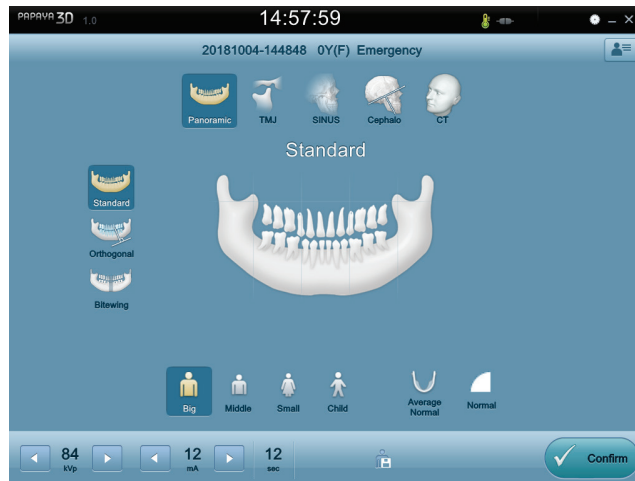 PAPAYA 3D 1.0
14:57:59
20181004-144848 0Y(F) Emergency
Panoramic
TMJ
SINUS
Cephalo
CT
Standard
Standard
Orthogonal
Bitewing
Big
Middle
Small
Child
Average
Normal
Normal
84
kVp
12
mA
12
sec
Confirm